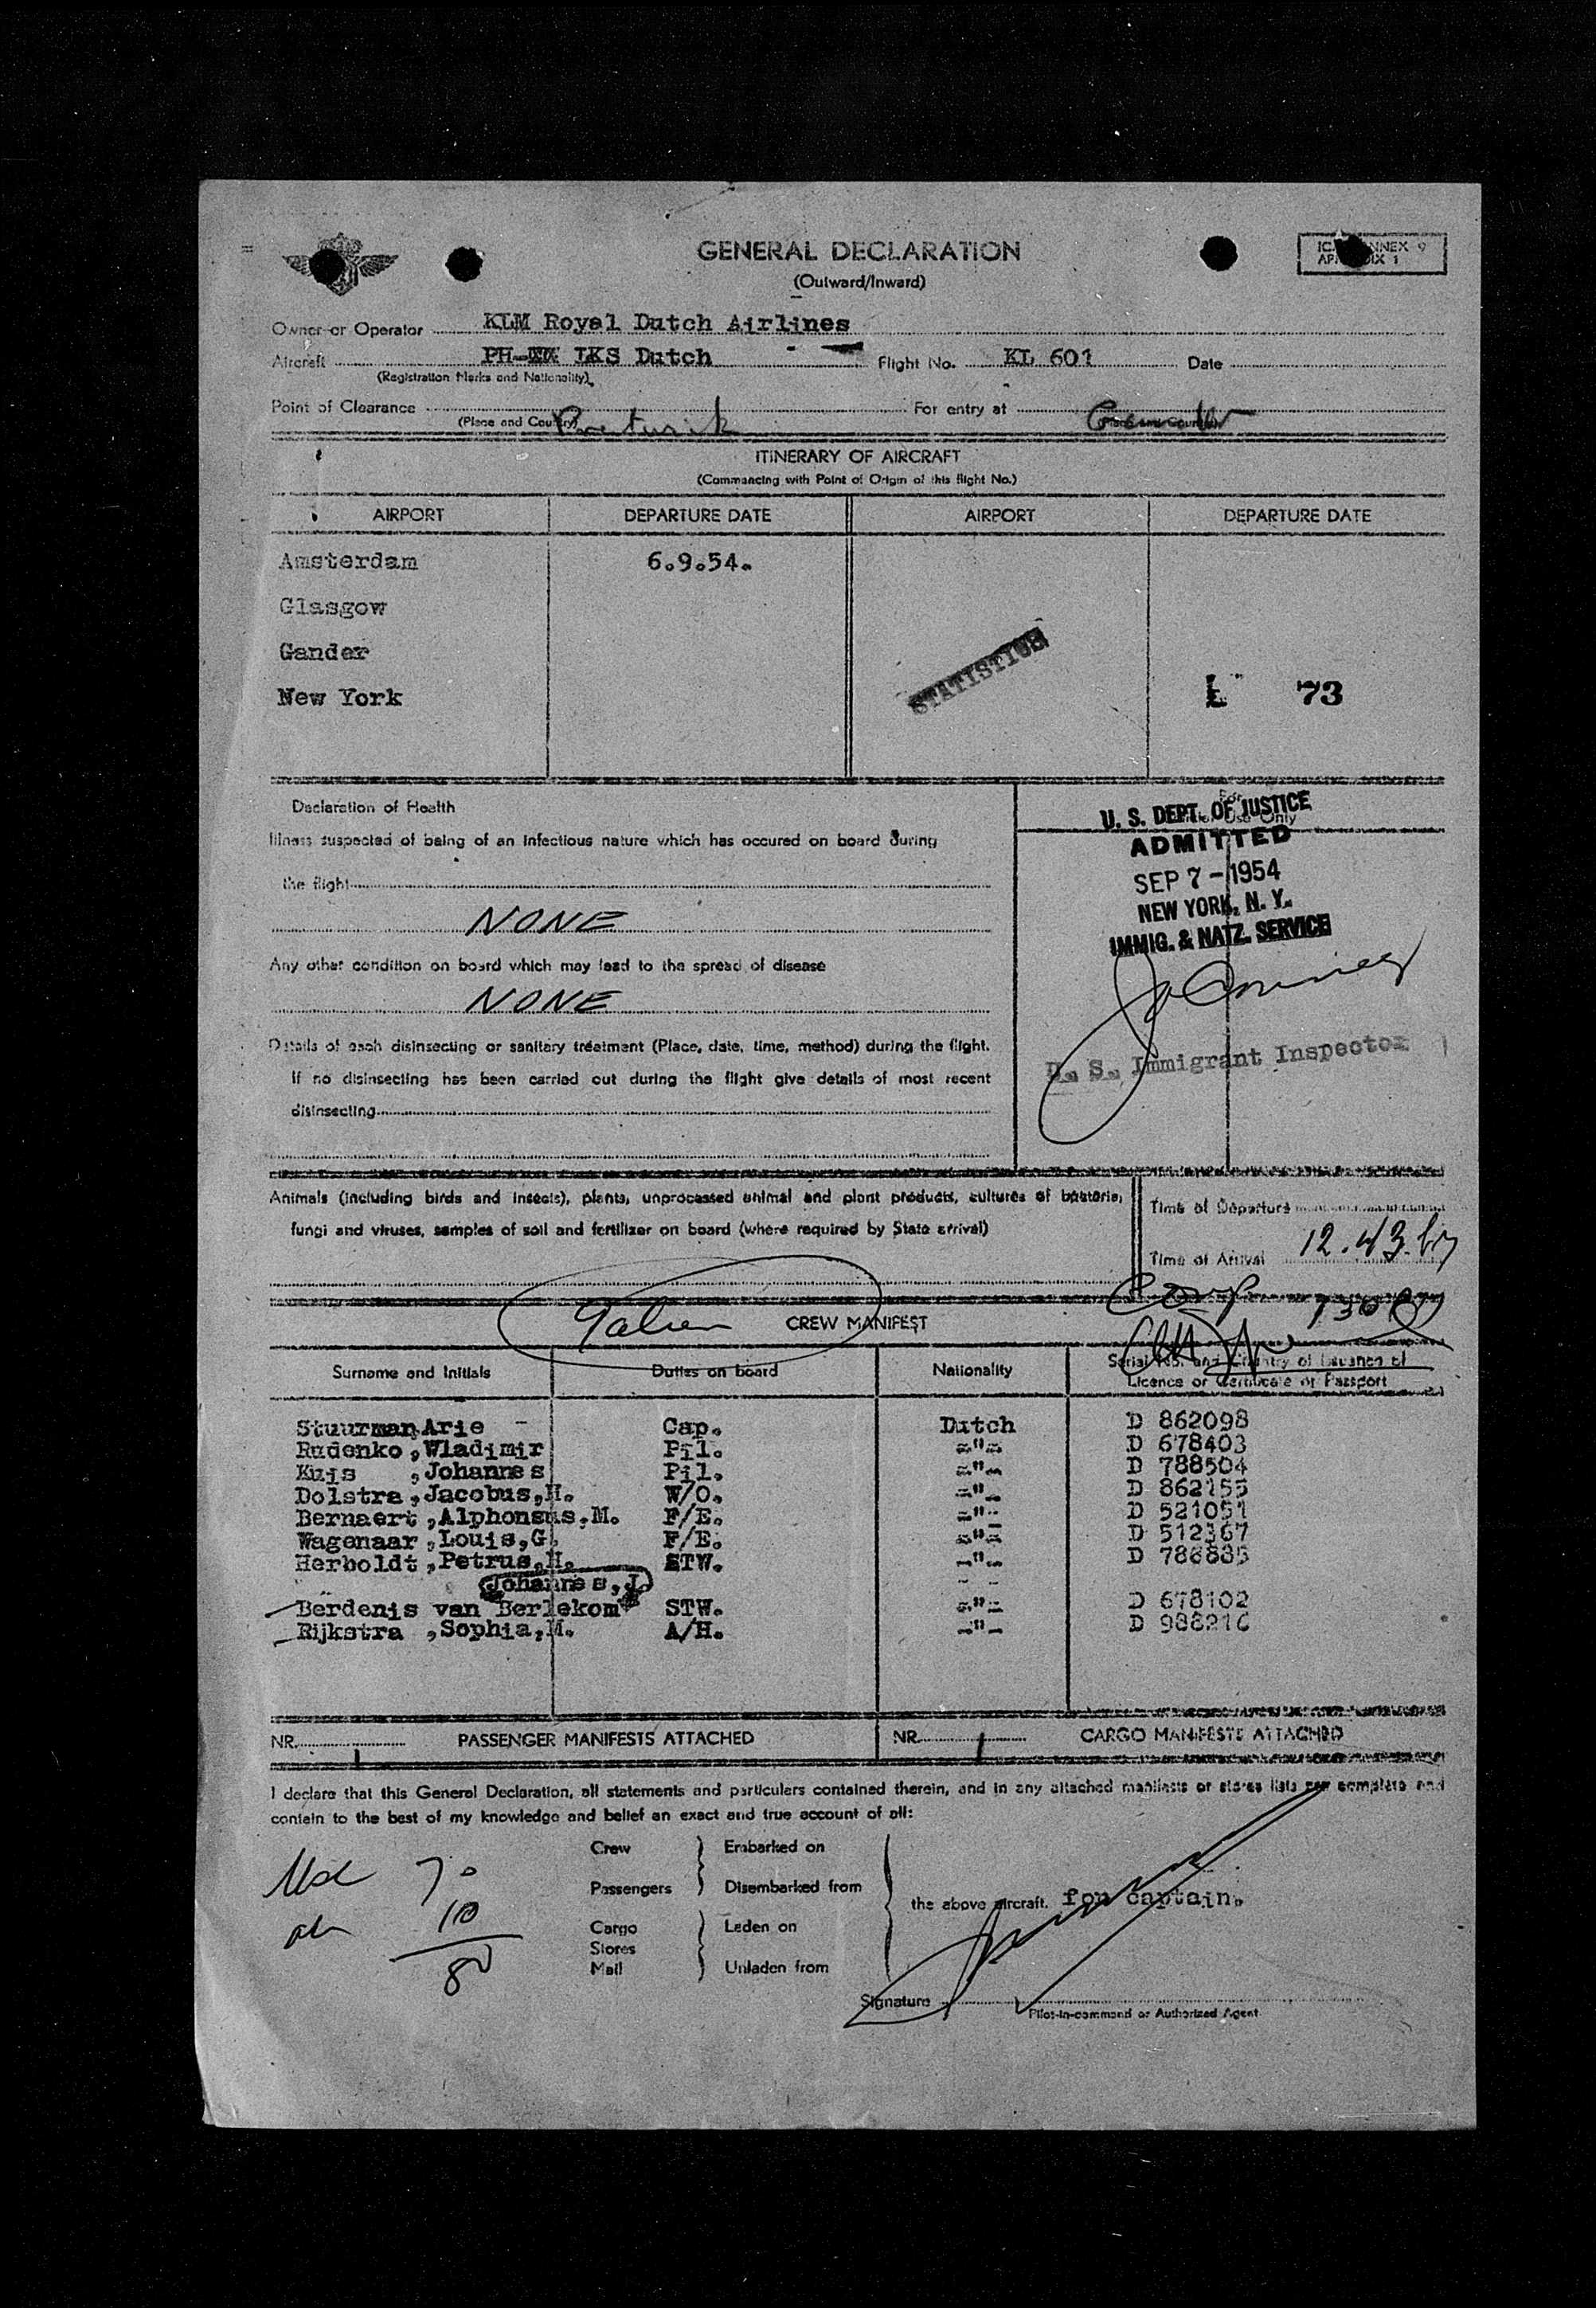 GENERAL DECLARATION
(Outward/Inward)
ANNEX 9
Owner or Operator KLM Royal Dutch Airlines
Aircraft PH- LKS Dutch Flight No. KL 601 Date
(Registration Marks and Nationality)
Point of Clearance For entry at
(Place and Country)
ITINERARY OF AIRCRAFT
(Commencing with Point of Origin of this flight No.)
AIRPORT DEPARTURE DATE AIRPORT DEPARTURE DATE
Amsterdam 6.9.54.
Glasgow
Gander
New York
STATISTICS
L 73
Declaration of Health
Illness suspected of being of an infectious nature which has occured on board during
the flight
NONE
Any other condition on board which may lead to the spread of disease
NONE
Details of each disinsecting or sanitary treatment (Place, date, time, method) during the flight.
If no disinsecting has been carried out during the flight give details of most recent
disinsecting
For
Use Only
U. S. DEPT. OF JUSTICE
ADMITTED
SEP 7 - 1954
NEW YORK, N. Y.
IMMIG. & NATZ. SERVICE
U. S. Immigrant Inspector
Animals (including birds and insects), plants, unprocessed animal and plant products, cultures of bacteria,
fungi and viruses, samples of soil and fertilizer on board (where required by State arrival)
Time of Departure
Time of Arrival 12.43
CREW MANIFEST
Surname and Initials Duties on board Nationality Serial No. and Country of Issuance of
Licence or Certificate or Passport
Stuurman Arie - Cap. Dutch D 862098
Rudenko, Wladimir Pil. -"- D 678403
Kuis , Johannes Pil. -"- D 788504
Dolstra, Jacobus, H. W/O. -"- D 862155
Bernaert, Alphonsus, M. F/E. -"- D 521051
Wagenaar, Louis, G. F/E. -"- D 512367
Herboldt, Petrus, H. STW. -"- D 788885
Johannes, J
Berdenis van Berlekom STW. -"- D 678102
Rijkstra , Sophia, M. A/H. -"- D 988216
NR. 1 PASSENGER MANIFESTS ATTACHED NR. 1 CARGO MANIFESTS ATTACHED
I declare that this General Declaration, all statements and particulars contained therein, and in any attached manifests or stores lists are complete and
contain to the best of my knowledge and belief an exact and true account of all:
Crew Embarked on
Passengers Disembarked from
the above aircraft. for captain.
Cargo Laden on
Stores
Mail Unladen from
70
10
80
Signature
Pilot-in-command or Authorized Agent